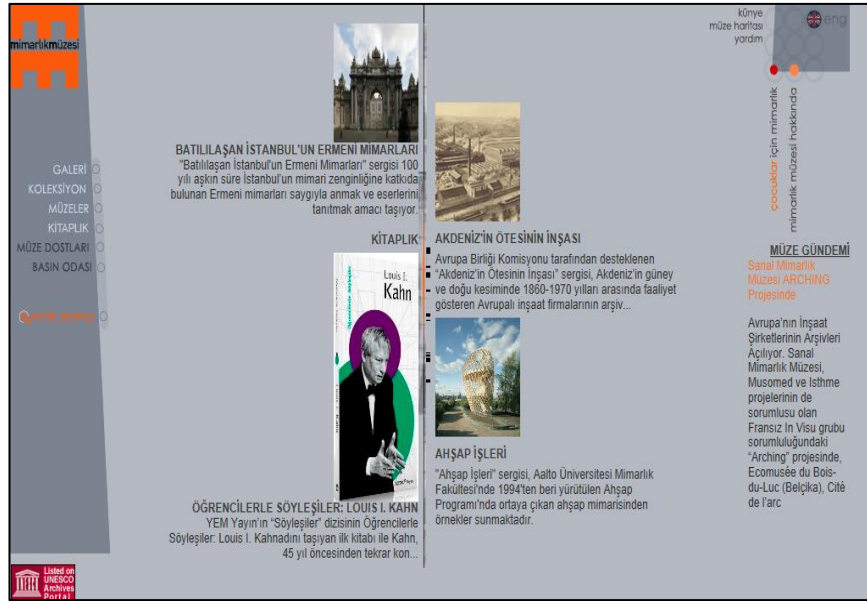 mimarlıkmüzesi
GALERİ
KOLEKSİYON
MÜZELER
KİTAPLIK
MÜZE DOSTLARI
BASIN ODASI
BATILILAŞAN İSTANBUL'UN ERMENİ MİMARLARI
"Batılılaşan İstanbul'un Ermeni Mimarları" sergisi 100
yılı aşkın süre İstanbul'un mimari zenginliğine katkıda
bulunan Ermeni mimarları saygıyla anmak ve eserlerini
tanıtmak amacı taşıyor.
KİTAPLIK
Louis I.
Kahn
Öğrencilerle Söyleşiler
ÖĞRENCİLERLE SÖYLEŞİLER: LOUIS I. KAHN
YEM Yayın'ın “Söyleşiler” dizisinin Öğrencilerle
Söyleşiler: Louis I. Kahnadını taşıyan ilk kitabı ile Kahn,
45 yıl öncesinden tekrar kon...
AKDENİZ'İN ÖTESİNİN İNŞASI
Avrupa Birliği Komisyonu tarafından desteklenen
“Akdeniz'in Ötesinin İnşası” sergisi, Akdeniz'in güney
ve doğu kesiminde 1860-1970 yılları arasında faaliyet
gösteren Avrupalı inşaat firmalarının arşiv...
AHŞAP İŞLERİ
"Ahşap İşleri" sergisi, Aalto Üniversitesi Mimarlık
Fakültesi'nde 1994'ten beri yürütülen Ahşap
Programı'nda ortaya çıkan ahşap mimarisinden
örnekler sunmaktadır.
künye
müze haritası
yardım
eng
çocuklar için mimarlık
mimarlık müzesi hakkında
MÜZE GÜNDEMİ
Sanal Mimarlık
Müzesi ARCHING
Projesinde
Avrupa'nın İnşaat
Şirketlerinin Arşivleri
Açılıyor. Sanal
Mimarlık Müzesi,
Musomed ve Isthme
projelerinin de
sorumlusu olan
Fransız In Visu grubu
sorumluluğundaki
“Arching” projesinde,
Ecomusée du Bois-
du-Luc (Belçika), Cité
de l'arc
Listed on
UNESCO
Archives
Portal